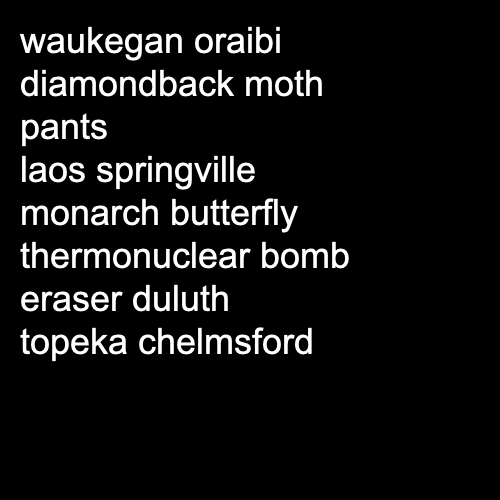 waukegan oraibi
diamondback moth
pants
laos springville
monarch butterfly
thermonuclear bomb
eraser duluth
topeka chelmsford